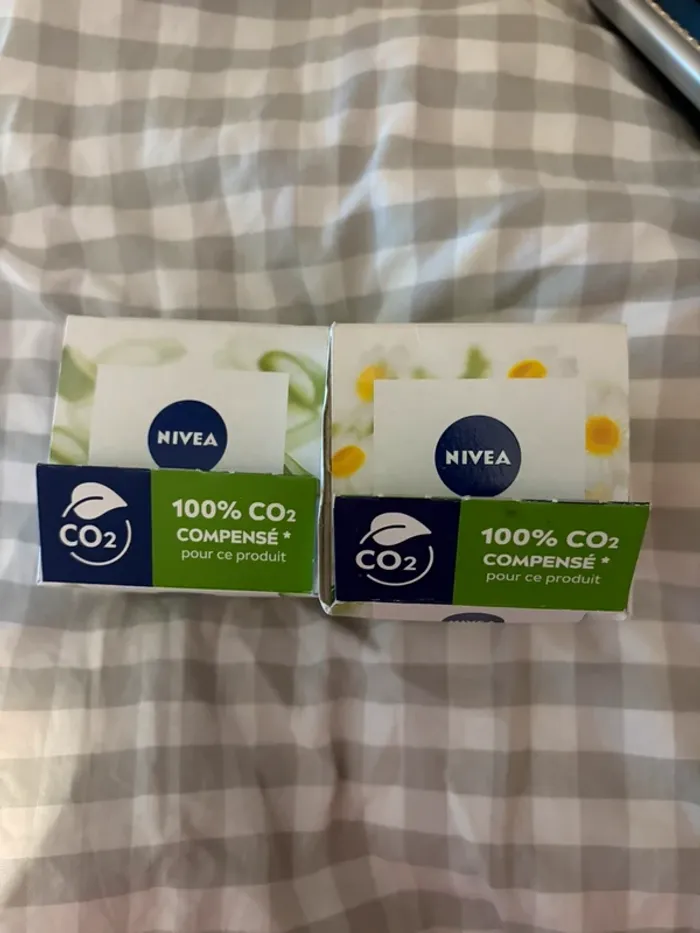 NIVEA
CO2
100% CO2
COMPENSÉ *
pour ce produit
NIVEA
CO2
100% CO2
COMPENSÉ *
pour ce produit